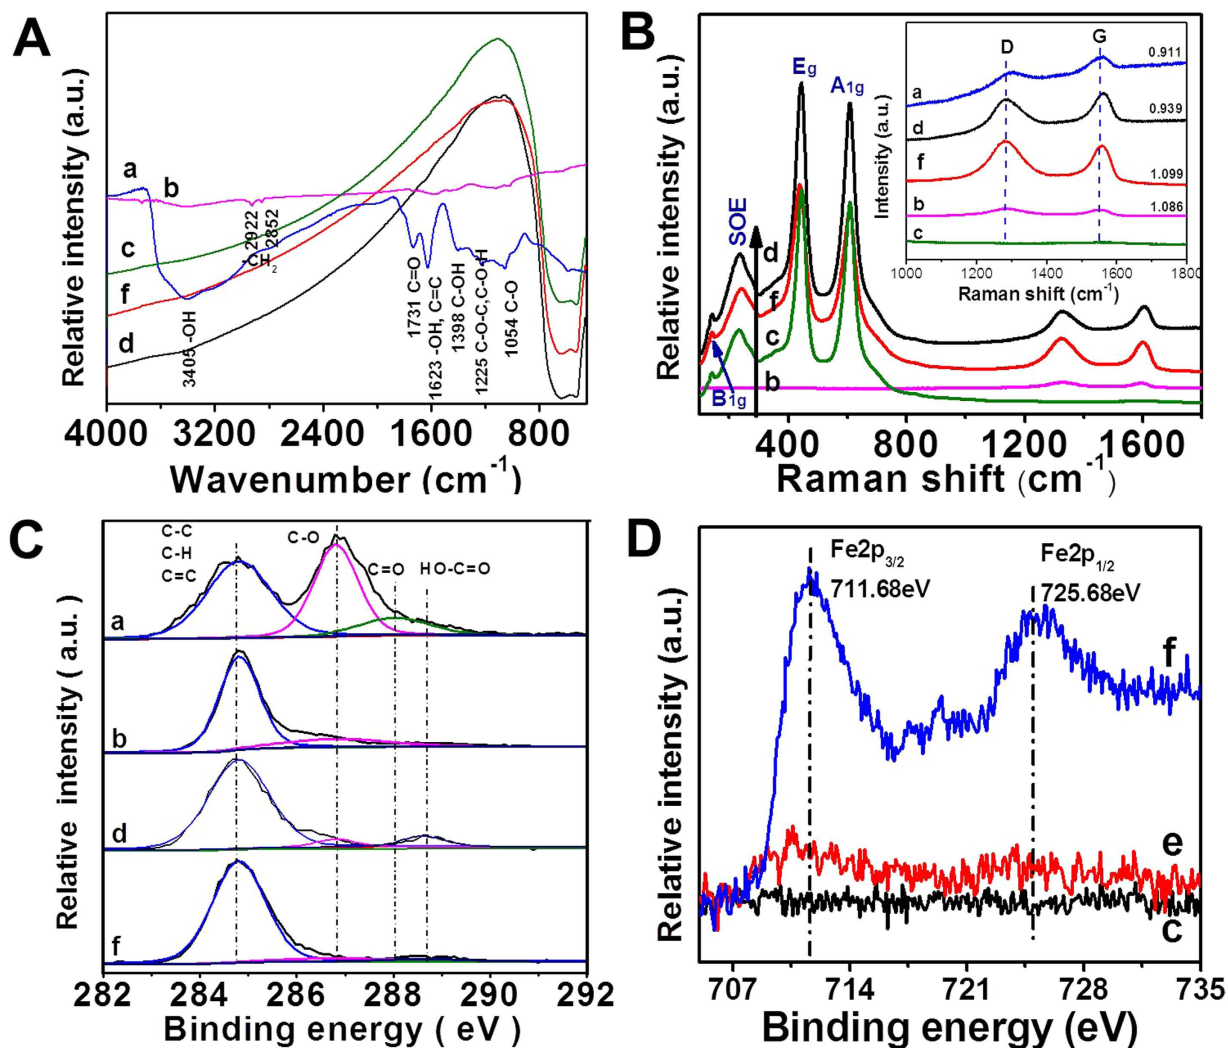 A
Relative intensity (a.u.)
a
b
c
f
d
2922
2852
-CH2
3405 -OH
1731 C=O
1623 -OH, C=C
1398 C-OH
1225 C-O-C,C-O-H
1054 C-O
4000 3200 2400 1600 800
Wavenumber (cm-1)
B
Relative intensity (a.u.)
Eg
A1g
SOE
B1g
d
f
c
b
400 800 1200 1600
Raman shift (cm-1)
D G
Intensity (a.u.)
a 0.911
d 0.939
f 1.099
b 1.086
c
1000 1200 1400 1600 1800
Raman shift (cm-1)
C
Relative intensity ( a.u.)
C-C
C-H
C=C
C-O
C=O
HO-C=O
a
b
d
f
282 284 286 288 290 292
Binding energy ( eV)
D
Relative intensity (a.u.)
Fe2p3/2
711.68eV
Fe2p1/2
725.68eV
f
e
c
707 714 721 728 735
Binding energy (eV)